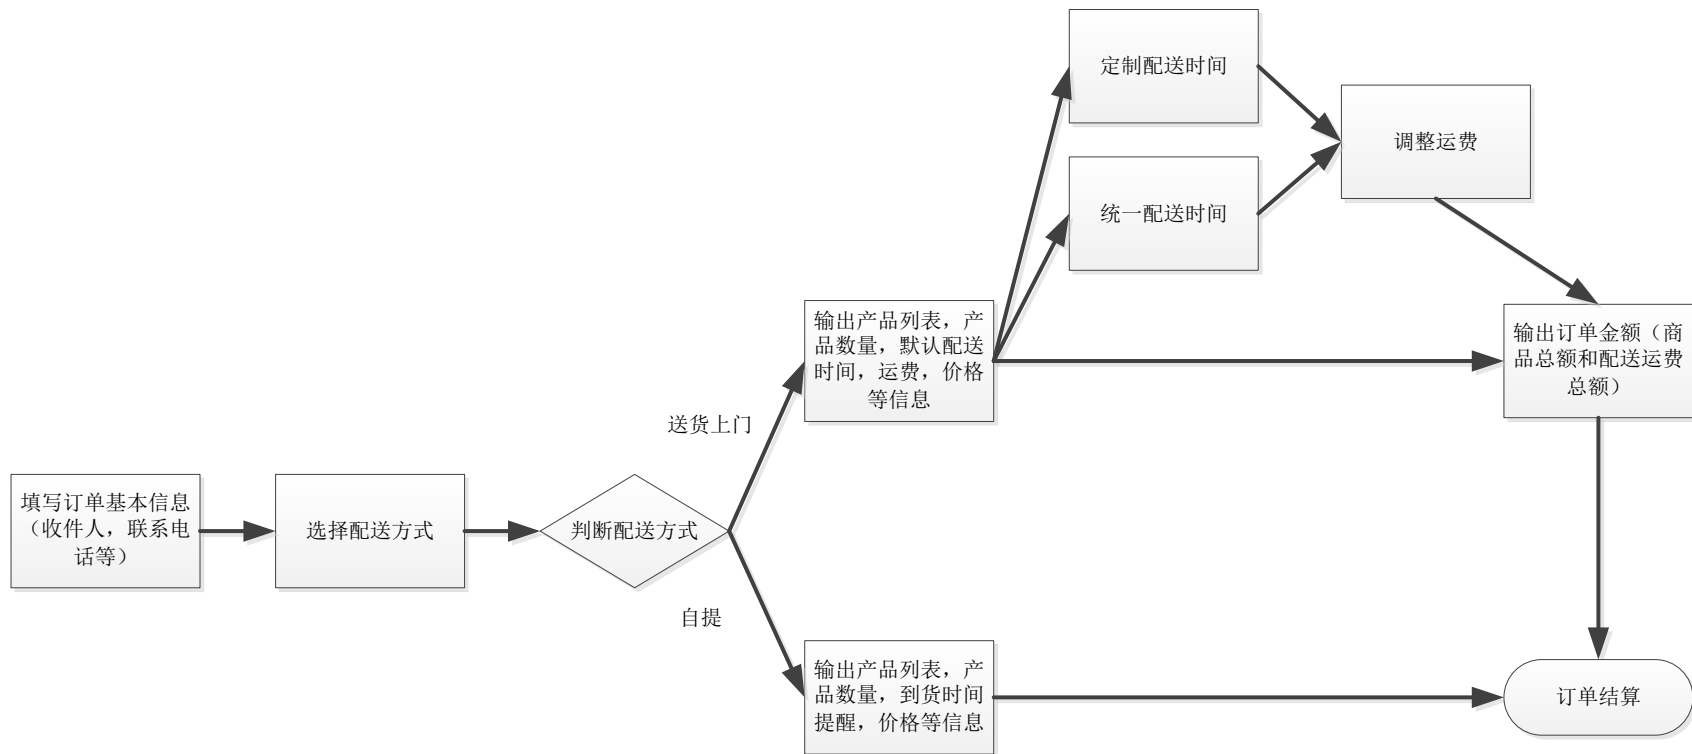 定制配送时间
调整运费
统一配送时间
输出产品列表，产
品数量，默认配送
时间，运费，价格
等信息
输出订单金额（商
品总额和配送运费
总额）
送货上门
填写订单基本信息
（收件人，联系电
话等）
选择配送方式
判断配送方式
自提
输出产品列表，产
品数量，到货时间
提醒，价格等信息
订单结算